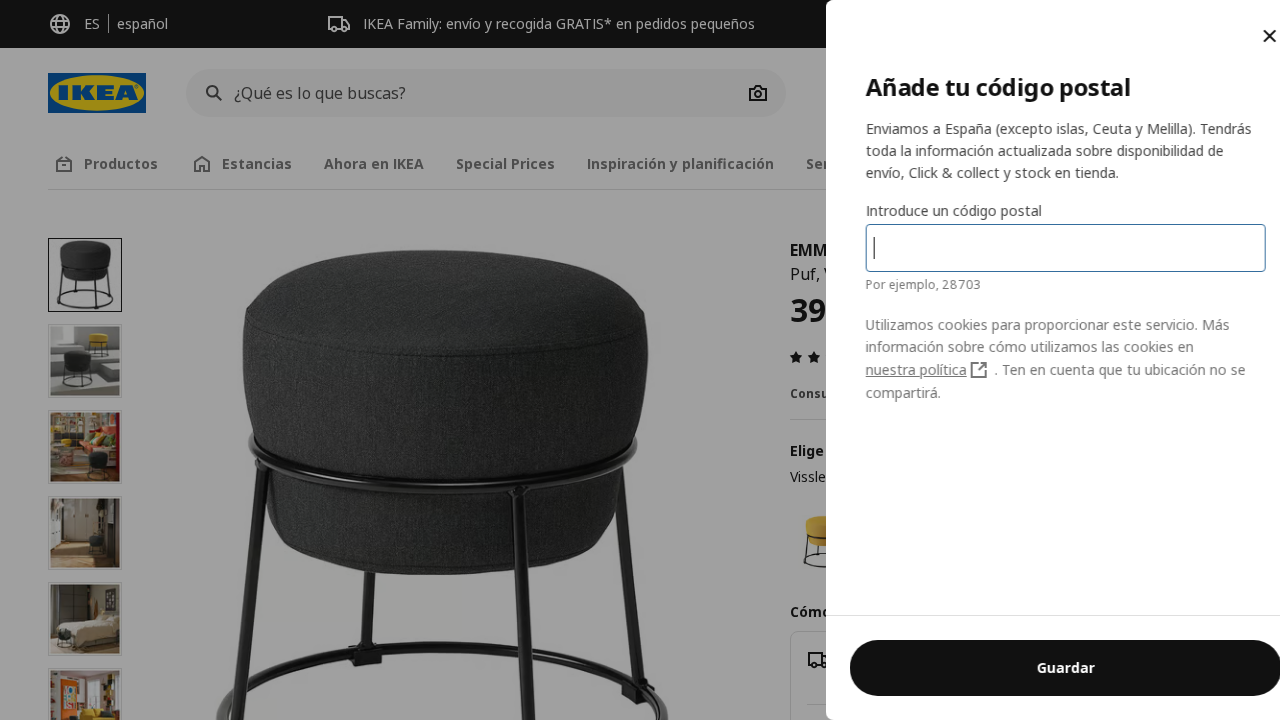 ES español
IKEA Family: envío y recogida GRATIS* en pedidos pequeños
IKEA
¿Qué es lo que buscas?
Productos
Estancias
Ahora en IKEA
Special Prices
Inspiración y planificación
Ser
EMM
Puf, V
39
Consu
Elige
Vissle
Cómo
Añade tu código postal
Enviamos a España (excepto islas, Ceuta y Melilla). Tendrás
toda la información actualizada sobre disponibilidad de
envío, Click & collect y stock en tienda.
Introduce un código postal
Por ejemplo, 28703
Utilizamos cookies para proporcionar este servicio. Más
información sobre cómo utilizamos las cookies en
nuestra política . Ten en cuenta que tu ubicación no se
compartirá.
Guardar